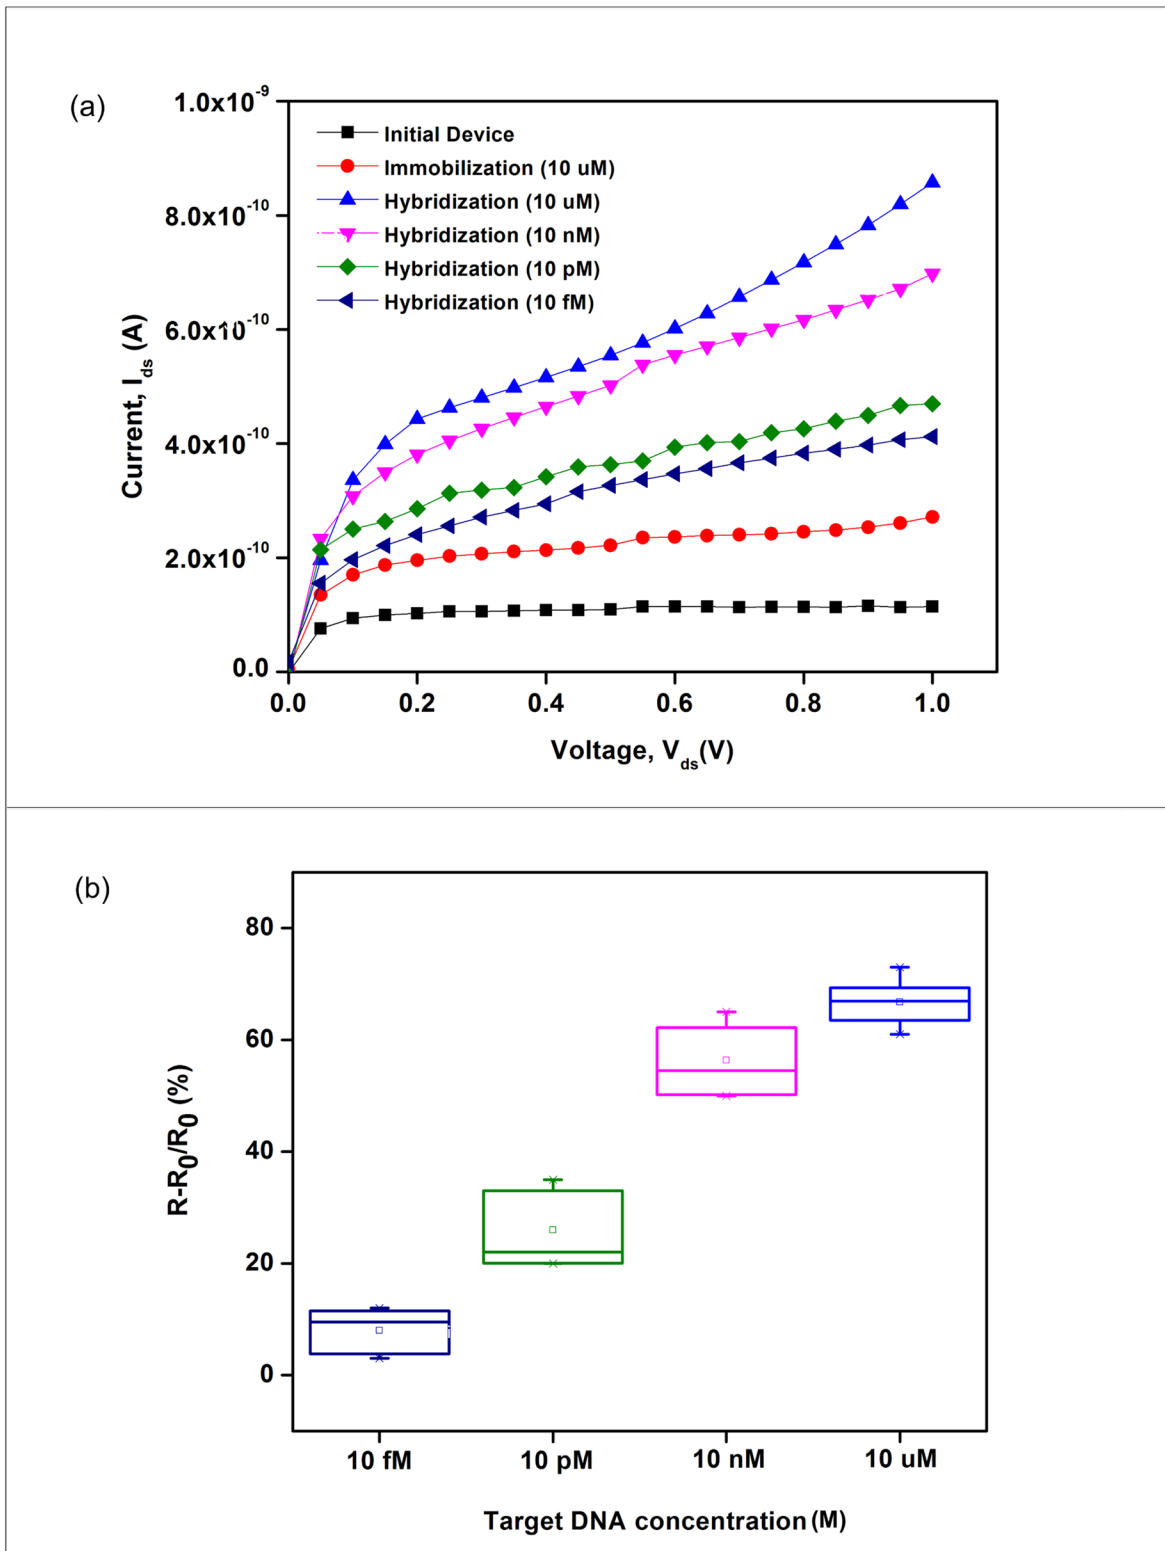 (a)
1.0x10-9
8.0x10-10
6.0x10-10
4.0x10-10
2.0x10-10
0.0
Current, Ids (A)
Initial Device
Immobilization (10 uM)
Hybridization (10 uM)
Hybridization (10 nM)
Hybridization (10 pM)
Hybridization (10 fM)
0.0 0.2 0.4 0.6 0.8 1.0
Voltage, Vds(V)
(b)
80
60
40
20
0
R-R0/R0 (%)
10 fM 10 pM 10 nM 10 uM
Target DNA concentration (M)